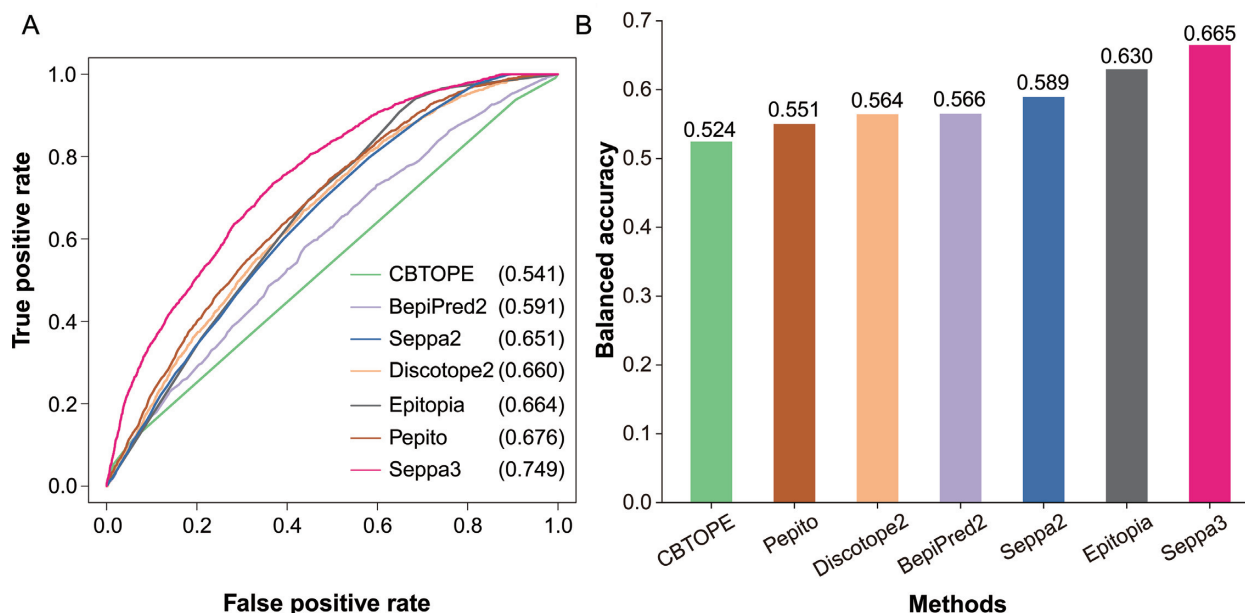 A
True positive rate
1.0
0.8
0.6
0.4
0.2
0.0
CBTOPE (0.541)
BepiPred2 (0.591)
Seppa2 (0.651)
Discotope2 (0.660)
Epitopia (0.664)
Pepito (0.676)
Seppa3 (0.749)
0.0 0.2 0.4 0.6 0.8 1.0
False positive rate
B
Balanced accuracy
0.7
0.6
0.5
0.4
0.3
0.2
0.1
0.0
0.524 0.551 0.564 0.566 0.589 0.630 0.665
CBTOPE Pepito Discotope2 BepiPred2 Seppa2 Epitopia Seppa3
Methods